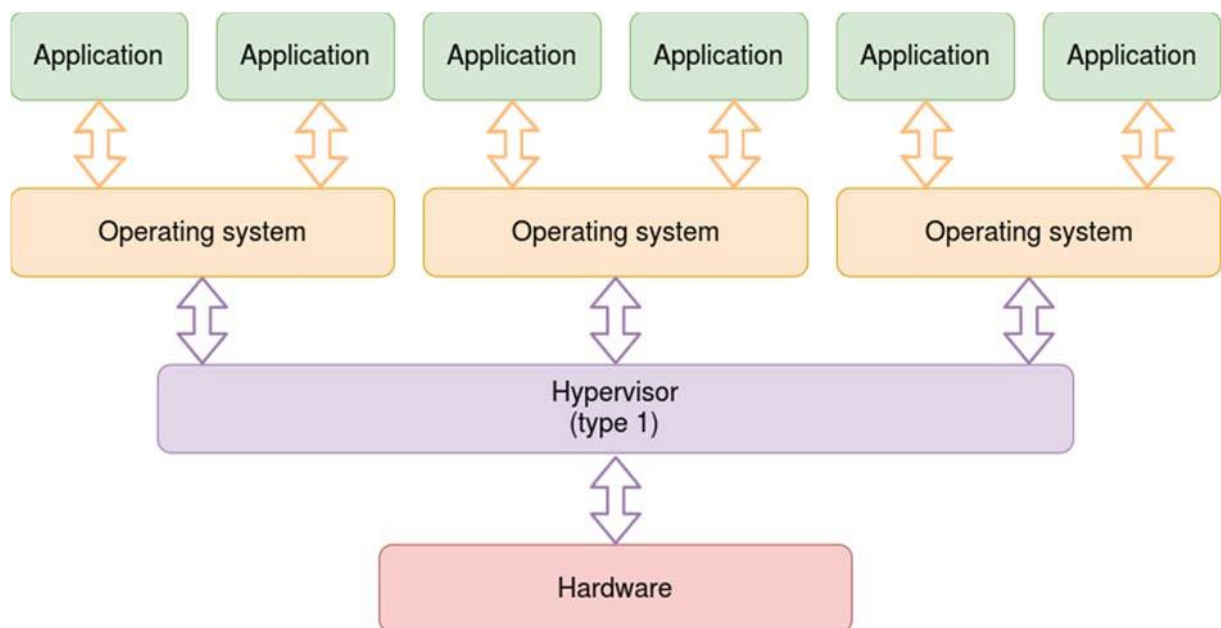 Application
Application
Application
Application
Application
Application
Operating system
Operating system
Operating system
Hypervisor
(type 1)
Hardware